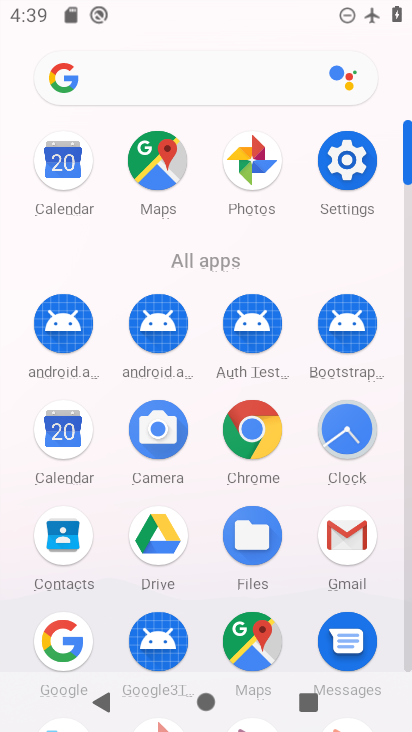 4:39
Calendar
Maps
Photos
Settings
All apps
android.a...
android.a...
Auth Test...
Bootstrap...
20
20
Calendar
Camera
Chrome
Clock
Contacts
Drive
Files
Gmail
Google
Google3T...
Maps
Messages